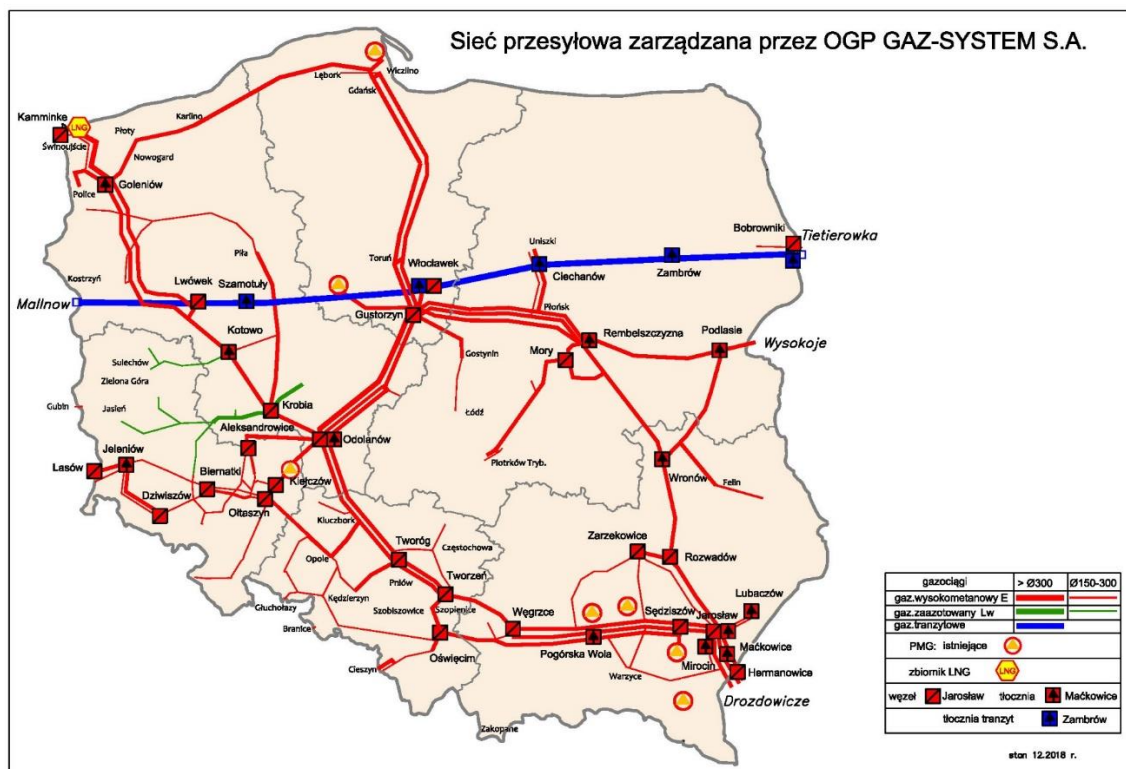 Sieć przesyłowa zarządzana przez OGP GAZ-SYSTEM S.A.
Wiczlino
Lębork
Gdańsk
Kamminke
LNG
Świnoujście
Płoty
Karlino
Nowogard
Police
Goleniów
Bobrowniki
Tietierowka
Uniszki
Piła
Toruń
Włocławek
Ciechanów
Zambrów
Kostrzyń
Lwówek
Szamotuły
Mallnow
Płońsk
Gustorzyn
Kotowo
Rembelszczyzna
Podlasie
Wysokoje
Mory
Gostynin
Sulechów
Zielona Góra
Gubin
Jasień
Krobia
Łódź
Aleksandrowice
Odolanów
Jeleniów
Piotrków Tryb.
Wronów
Lasów
Biernatki
Kiełczów
Felin
Dziwiszów
Ołtaszyn
Kluczbork
Tworóg
Częstochowa
Zarzekowice
Rozwadów
Opole
Pniów
Tworzeń
Kędzierzyn
Szobiszowice
Szopienice
Głuchołazy
Branice
Węgrzce
Sędziszów
Jarosław
Lubaczów
Oświęcim
Pogórska Wola
Mirocin
Maćkowice
Cieszyn
Warzyce
Hermanowice
Drozdowicze
Zakopane
gazociągi > Ø300 Ø150-300
gaz.wysokometanowy E
gaz.zaazotowany Lw
gaz.tranzytowe
PMG: istniejące
zbiornik LNG LNG
węzeł Jarosław tłocznia Maćkowice
tłocznia tranzyt Zambrów
stan 12.2018 r.